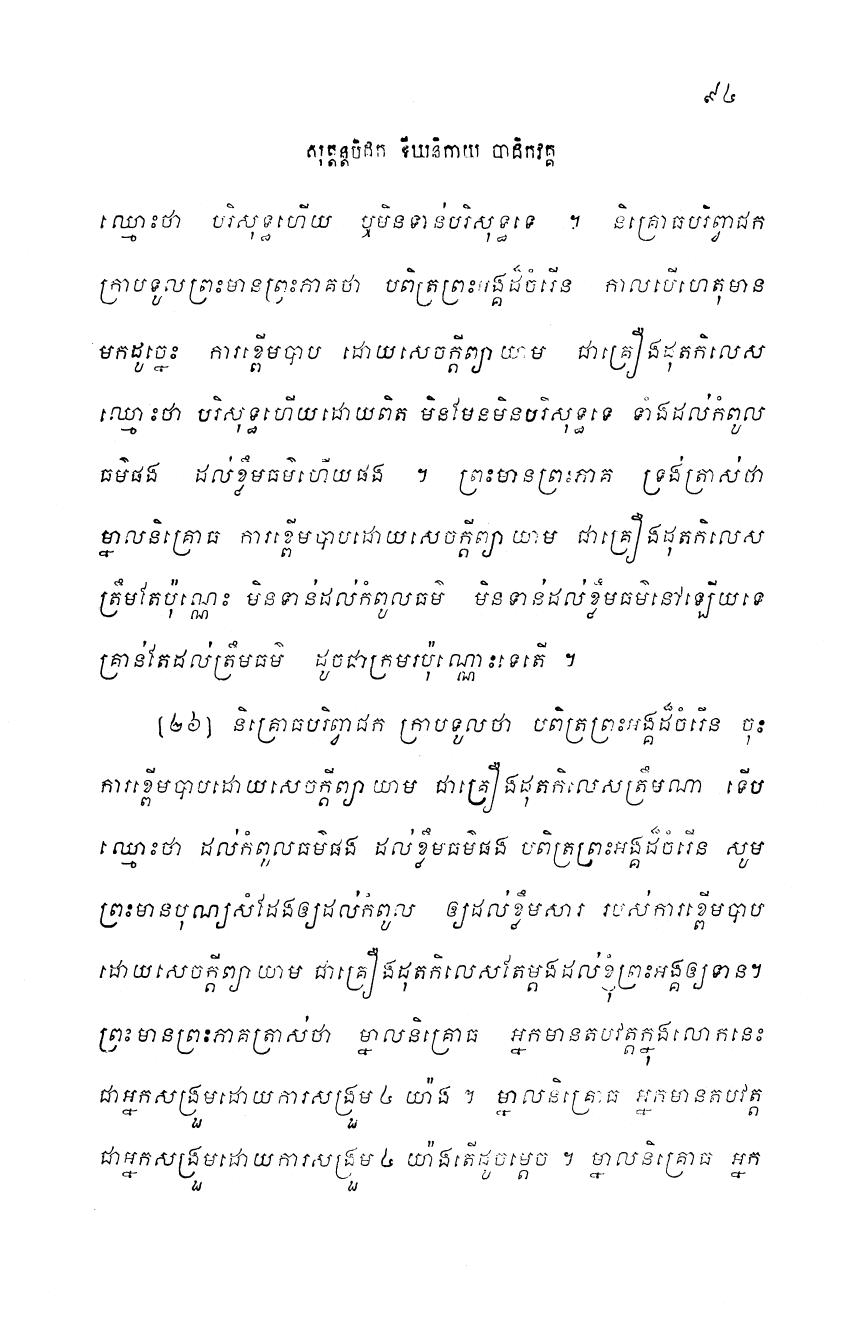 ៩៤
សុត្តន្តបិដក ទីឃនិកាយ បាដិកវគ្គ
ឈ្មោះថា បរិសុទ្ធហើយ ឬមិនទាន់បរិសុទ្ធទេ ។ និគ្រោធបរិព្វាជក
ក្រាបទូលព្រះមានព្រះភាគថា បពិត្រព្រះអង្គដ៏ចំរើន កាលបើហេតុមាន
មកដូច្នេះ ការខ្ពើមបាប ដោយសេចក្តីព្យាយាម ជាគ្រឿងដុតកិលេស
ឈ្មោះថា បរិសុទ្ធហើយដោយពិត មិនមែនមិនបរិសុទ្ធទេ ទាំងដល់កំពូល
ធម៌ផង ដល់ខ្លឹមធម៌ហើយផង ។ ព្រះមានព្រះភាគ ទ្រង់ត្រាស់ថា
ម្នាលនិគ្រោធ ការខ្ពើមបាបដោយសេចក្តីព្យាយាម ជាគ្រឿងដុតកិលេស
ត្រឹមតែប៉ុណ្ណេះ មិនទាន់ដល់កំពូលធម៌ មិនទាន់ដល់ខ្លឹមធម៌នៅឡើយទេ
គ្រាន់តែដល់ត្រឹមធម៌ ដូចជាក្រមរប៉ុណ្ណោះទេតើ ។
[២៦] និគ្រោធបរិព្វាជក ក្រាបទូលថា បពិត្រព្រះអង្គដ៏ចំរើន ចុះ
ការខ្ពើមបាបដោយសេចក្តីព្យាយាម ជាគ្រឿងដុតកិលេសត្រឹមណា ទើប
ឈ្មោះថា ដល់កំពូលធម៌ផង ដល់ខ្លឹមធម៌ផង បពិត្រព្រះអង្គដ៏ចំរើន សូម
ព្រះមានបុណ្យសំដែងឲ្យដល់កំពូល ឲ្យដល់ខ្លឹមសារ របស់ការខ្ពើមបាប
ដោយសេចក្តីព្យាយាម ជាគ្រឿងដុតកិលេសតែម្តងដល់ខ្ញុំព្រះអង្គឲ្យទាន។
ព្រះមានព្រះភាគត្រាស់ថា ម្នាលនិគ្រោធ អ្នកមានតបវត្តក្នុងលោកនេះ
ជាអ្នកសង្រួមដោយការសង្រួម ៤ យ៉ាង ។ ម្នាលនិគ្រោធ អ្នកមានតបវត្ត
ជាអ្នកសង្រួមដោយការសង្រួម ៤ យ៉ាងតើដូចម្តេច ។ ម្នាលនិគ្រោធ អ្នក